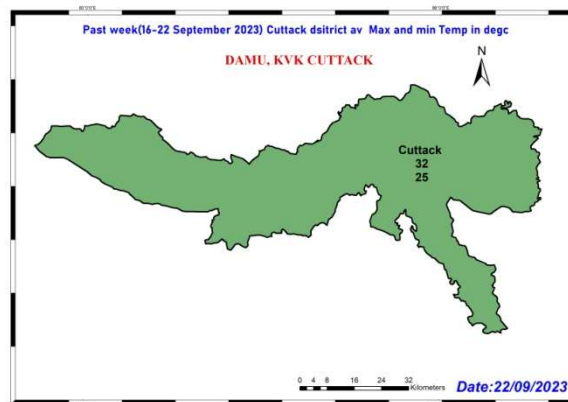 Past week(16-22 September 2023) Cuttack dsitrict av Max and min Temp in degc
DAMU, KVK CUTTACK
N
Cuttack
32
25
0 4 8 16 24 32
Kilometers
Date:22/09/2023